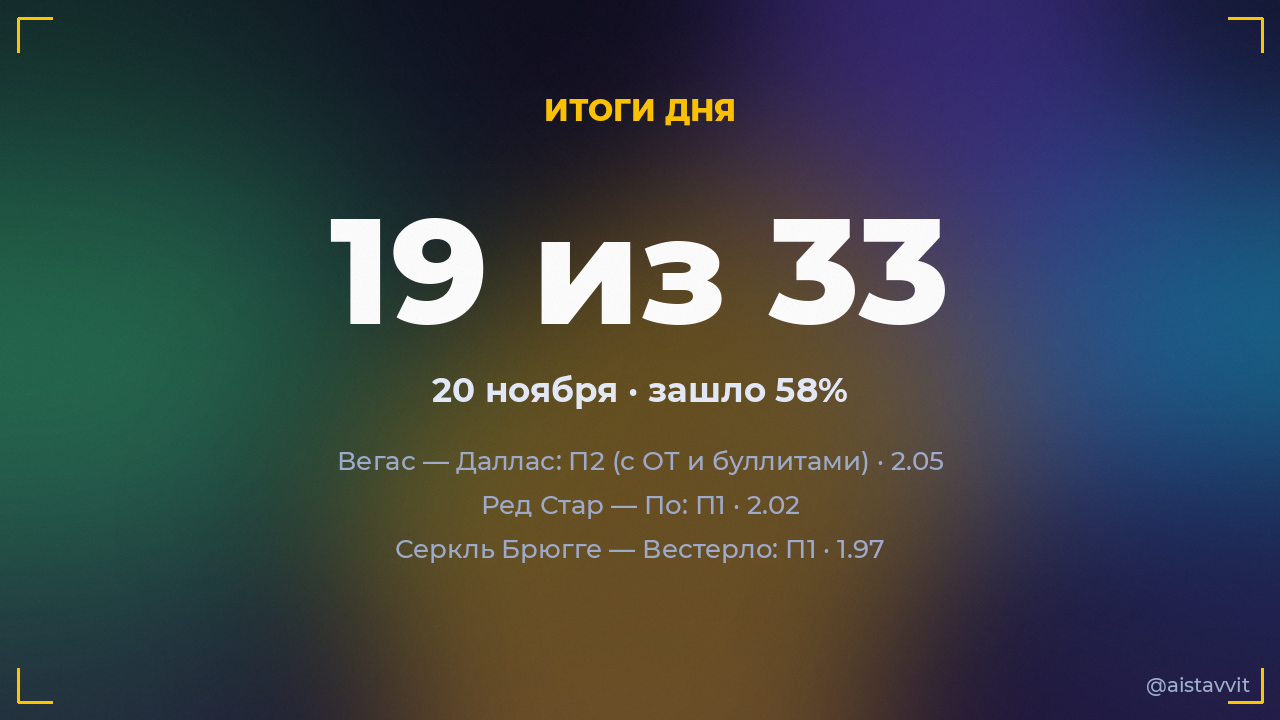 ИТОГИ ДНЯ
19 из 33
20 ноября · зашло 58%
Вегас — Даллас: П2 (с ОТ и буллитами) · 2.05
Ред Стар — По: П1 · 2.02
Серкль Брюгге — Вестерло: П1 · 1.97
@aistavvit